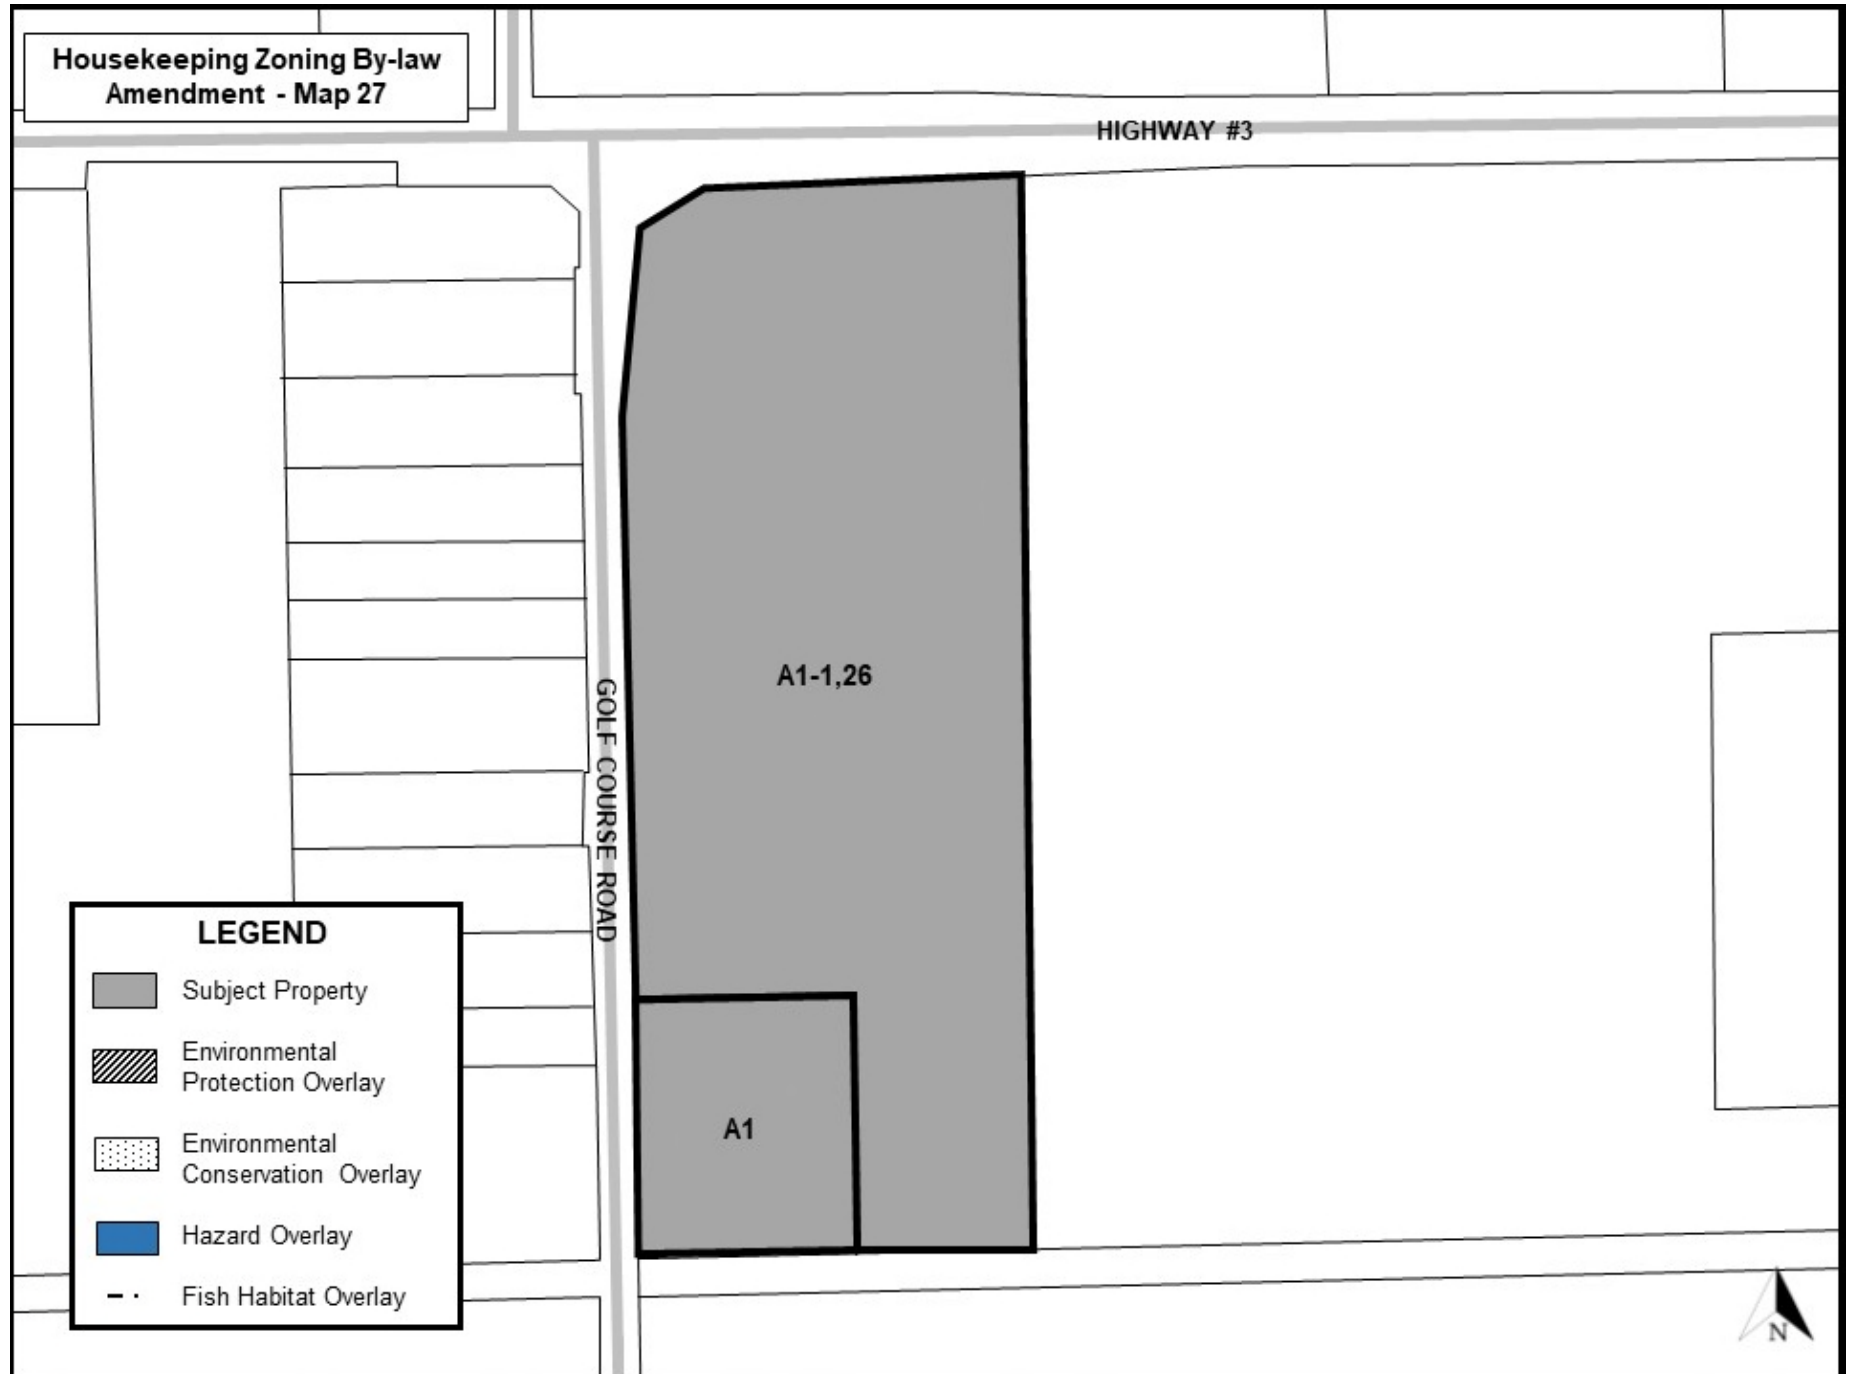 Housekeeping Zoning By-law
Amendment - Map 27
HIGHWAY #3
A1-1,26
GOLF COURSE ROAD
A1
LEGEND
Subject Property
Environmental
Protection Overlay
Environmental
Conservation Overlay
Hazard Overlay
Fish Habitat Overlay
N